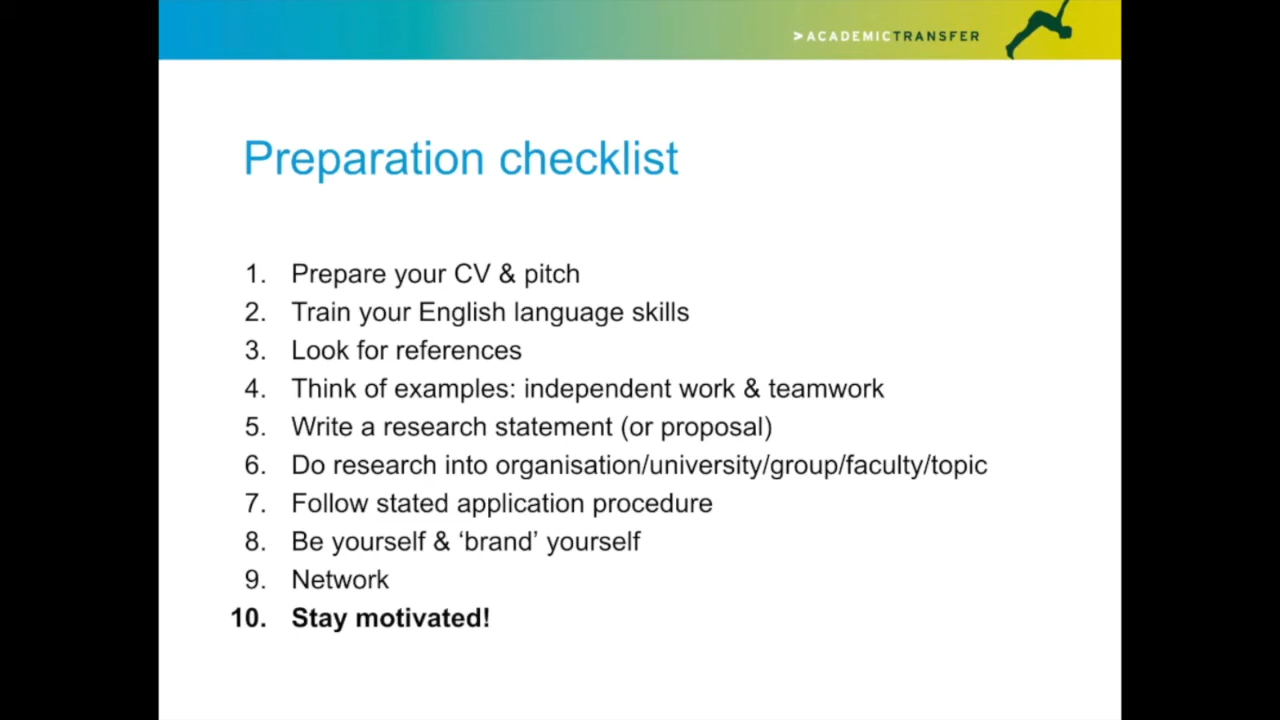 >ACADEMICTRANSFER
Preparation checklist
1. Prepare your CV & pitch
2. Train your English language skills
3. Look for references
4. Think of examples: independent work & teamwork
5. Write a research statement (or proposal)
6. Do research into organisation/university/group/faculty/topic
7. Follow stated application procedure
8. Be yourself & ‘brand’ yourself
9. Network
10. Stay motivated!